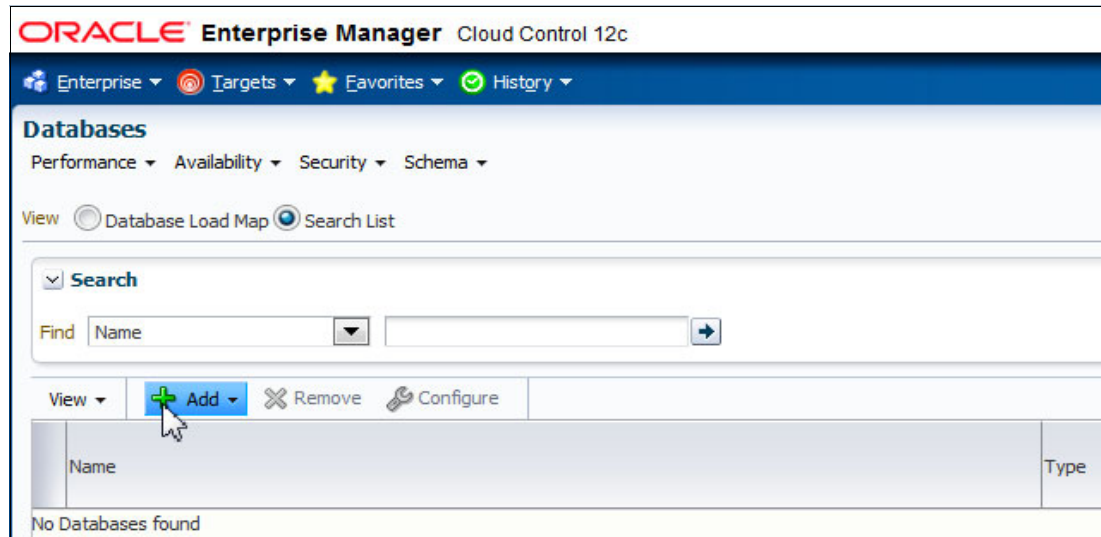 ORACLE Enterprise Manager Cloud Control 12c
Enterprise Targets Favorites History
Databases
Performance Availability Security Schema
View Database Load Map Search List
Search
Find Name
View Add Remove Configure
Name Type
No Databases found